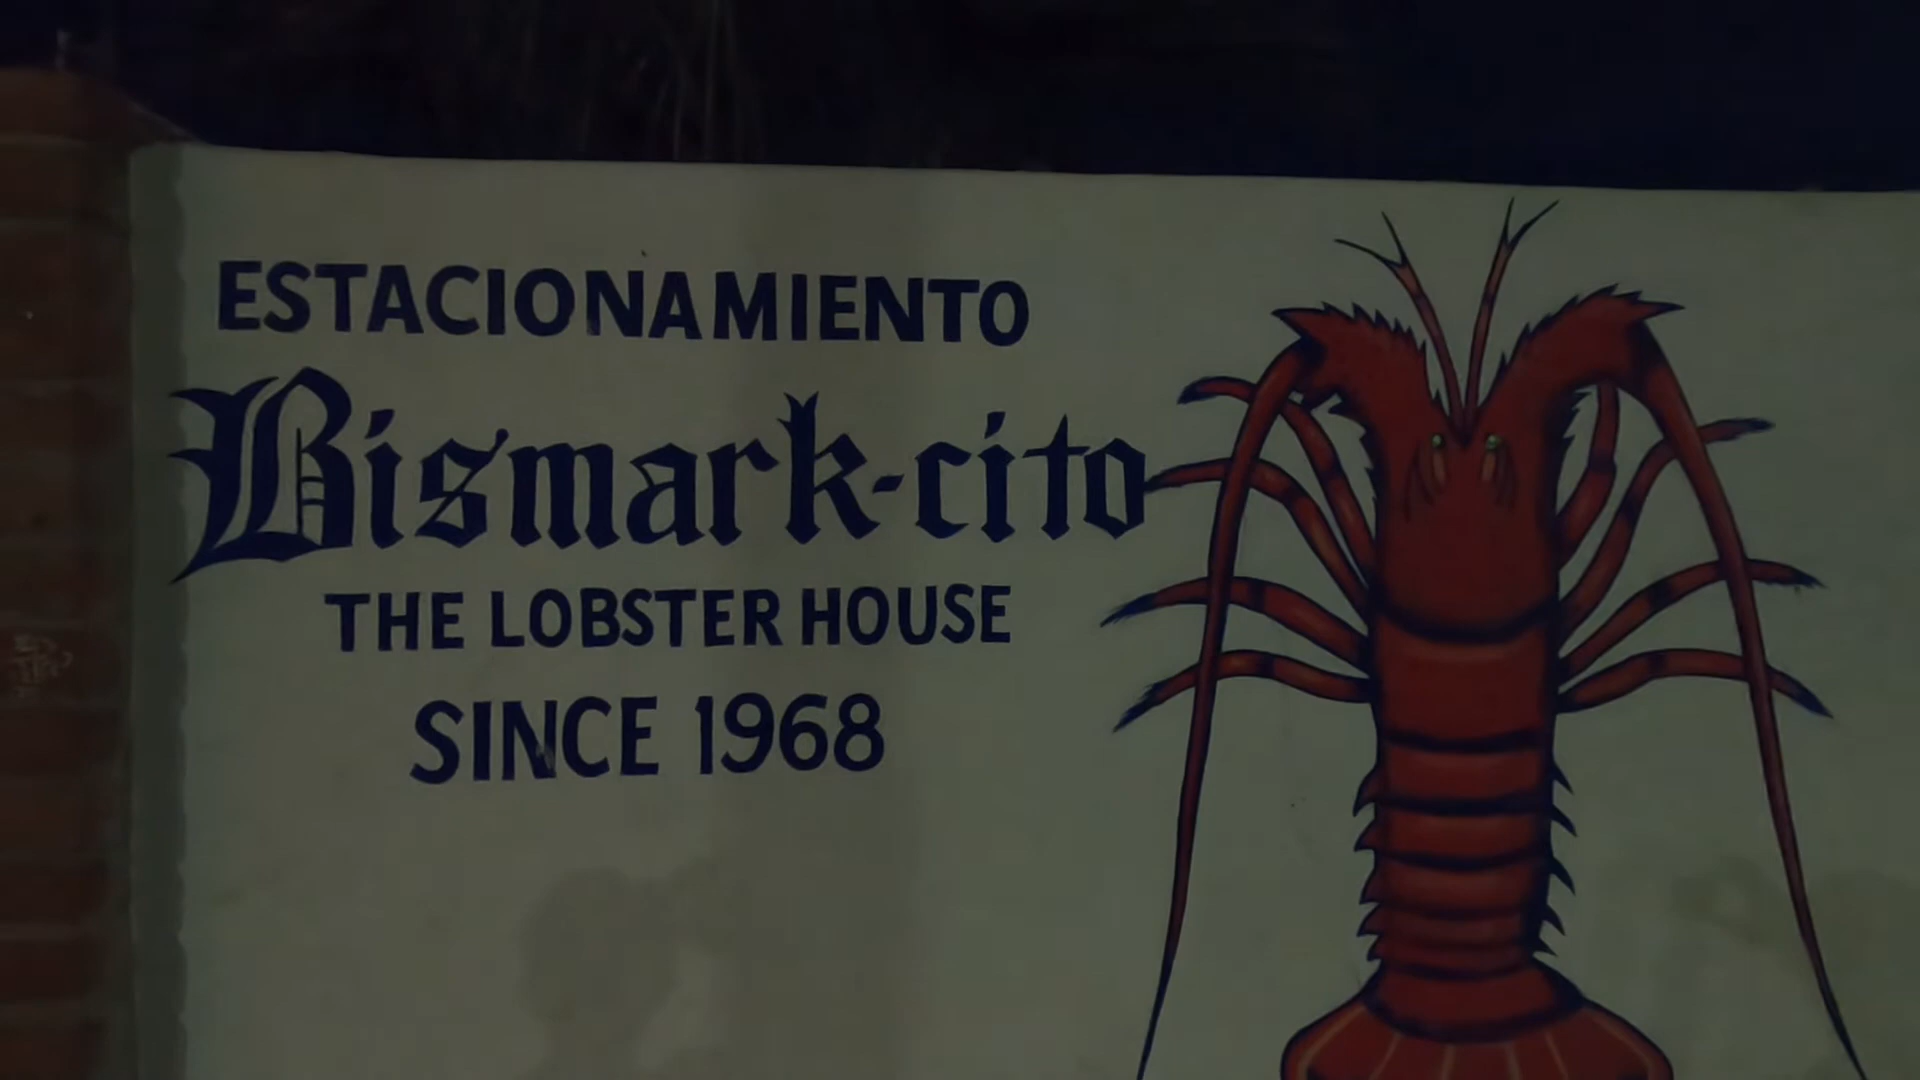 ESTACIONAMIENTO
Bismark-cito
THE LOBSTER HOUSE
SINCE 1968